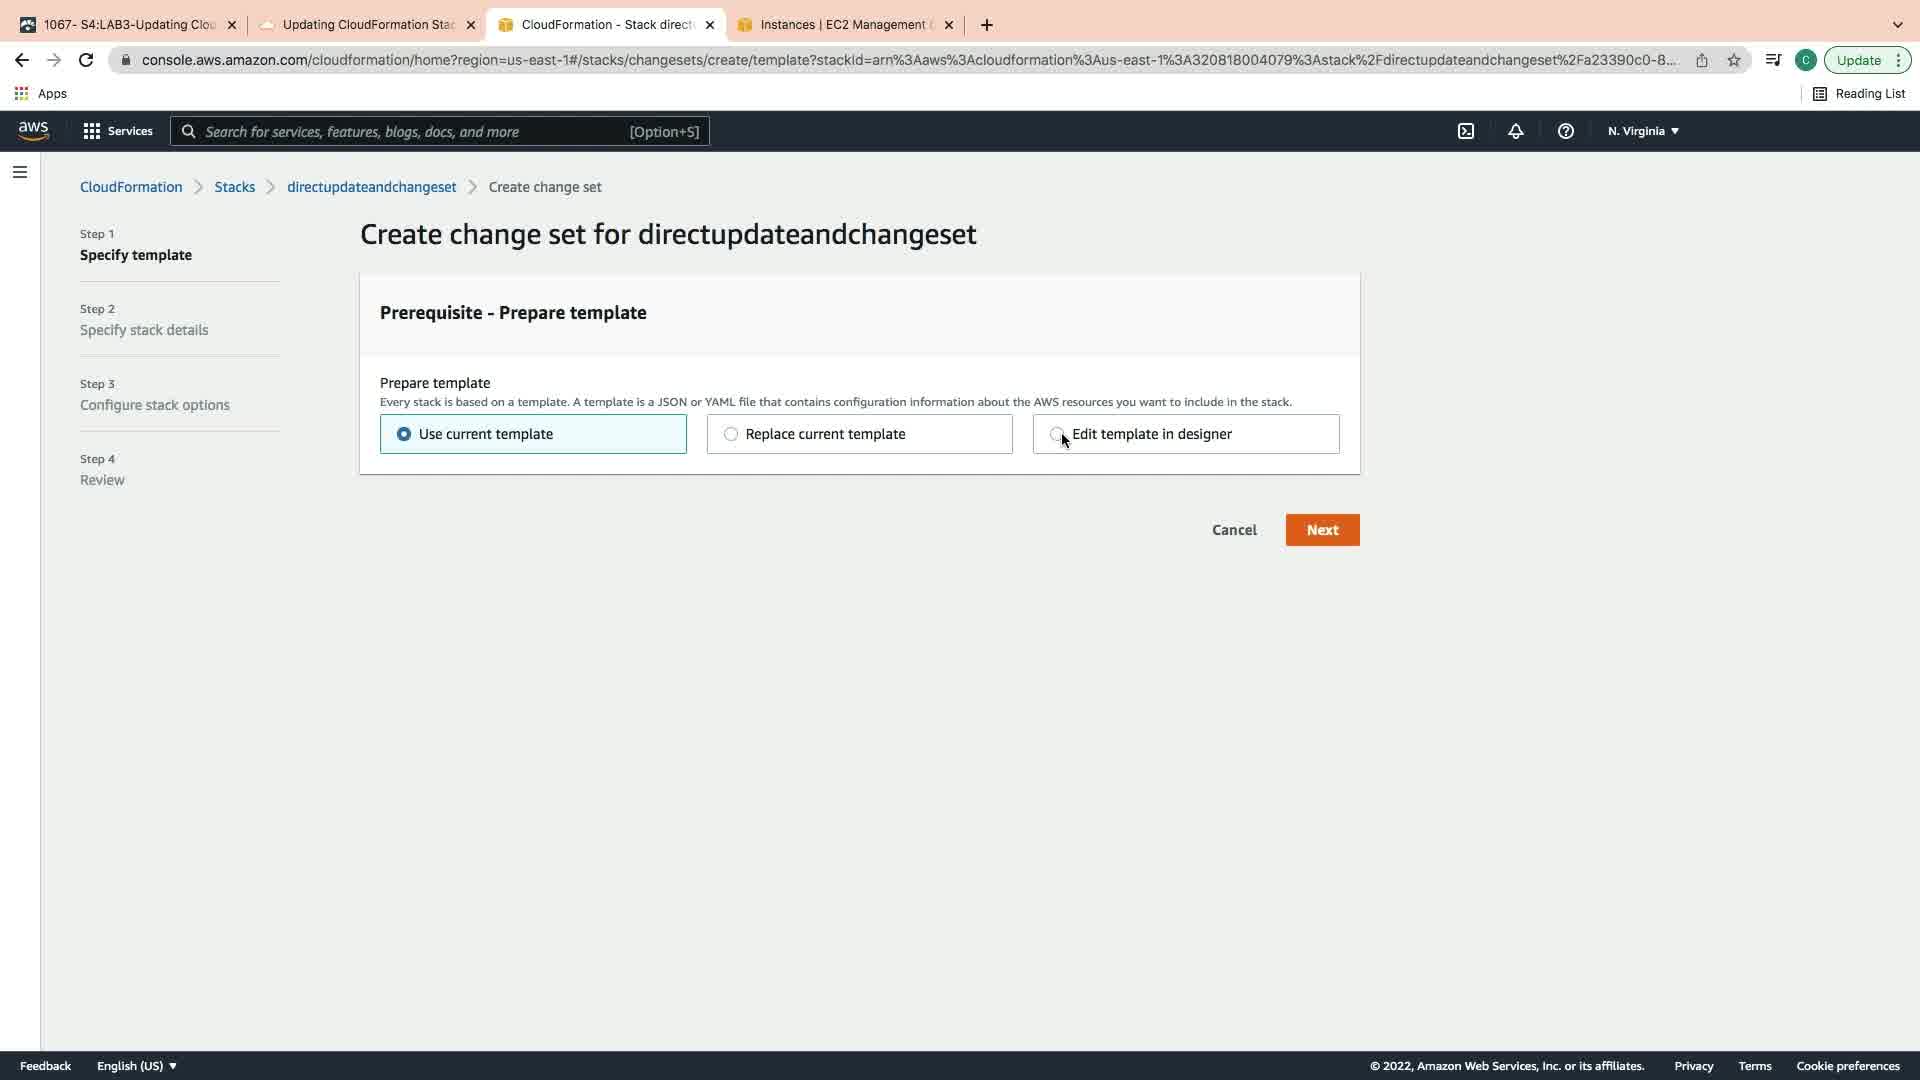 1067- S4:LAB3-Updating Clou
Updating CloudFormation Stac
CloudFormation - Stack direct
Instances | EC2 Management
console.aws.amazon.com/cloudformation/home?region=us-east-1#/stacks/changesets/create/template?stackId=arn%3Aaws%3Acloudformation%3Aus-east-1%3A320818004079%3Astack%2Fdirectupdateandchangeset%2Fa23390c0-8...
C
Update
Apps
Reading List
aws
Services
Search for services, features, blogs, docs, and more
[Option+S]
N. Virginia
CloudFormation
Stacks
directupdateandchangeset
Create change set
Step 1
Specify template
Step 2
Specify stack details
Step 3
Configure stack options
Step 4
Review
Create change set for directupdateandchangeset
Prerequisite - Prepare template
Prepare template
Every stack is based on a template. A template is a JSON or YAML file that contains configuration information about the AWS resources you want to include in the stack.
Use current template
Replace current template
Edit template in designer
Cancel
Next
Feedback
English (US)
© 2022, Amazon Web Services, Inc. or its affiliates.
Privacy
Terms
Cookie preferences